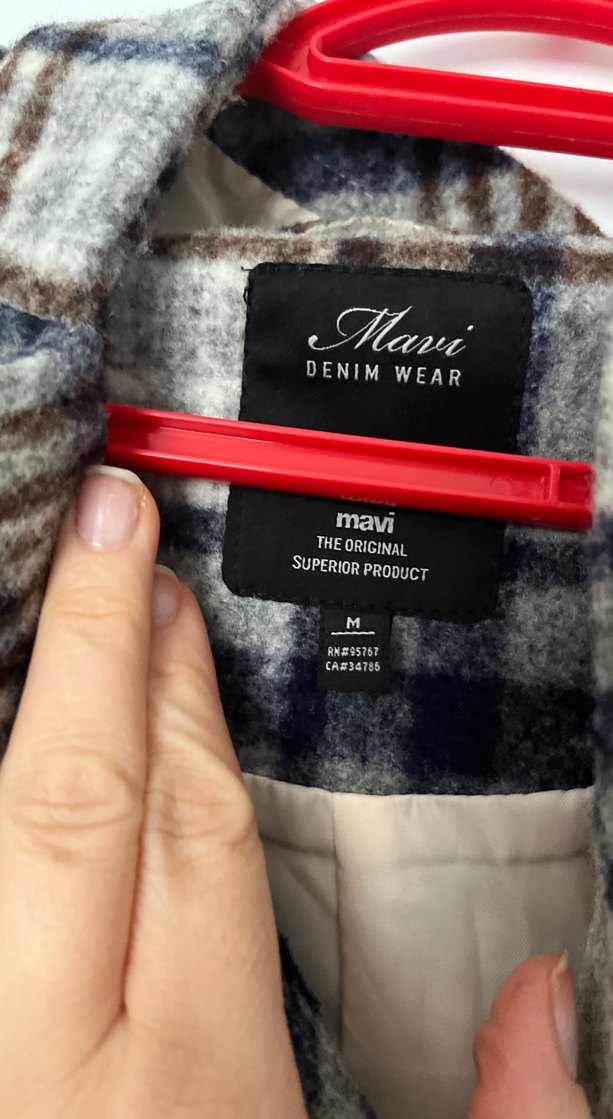 Mavi
DENIM WEAR
mavi
THE ORIGINAL
SUPERIOR PRODUCT
M
RN#95767
CA#34786